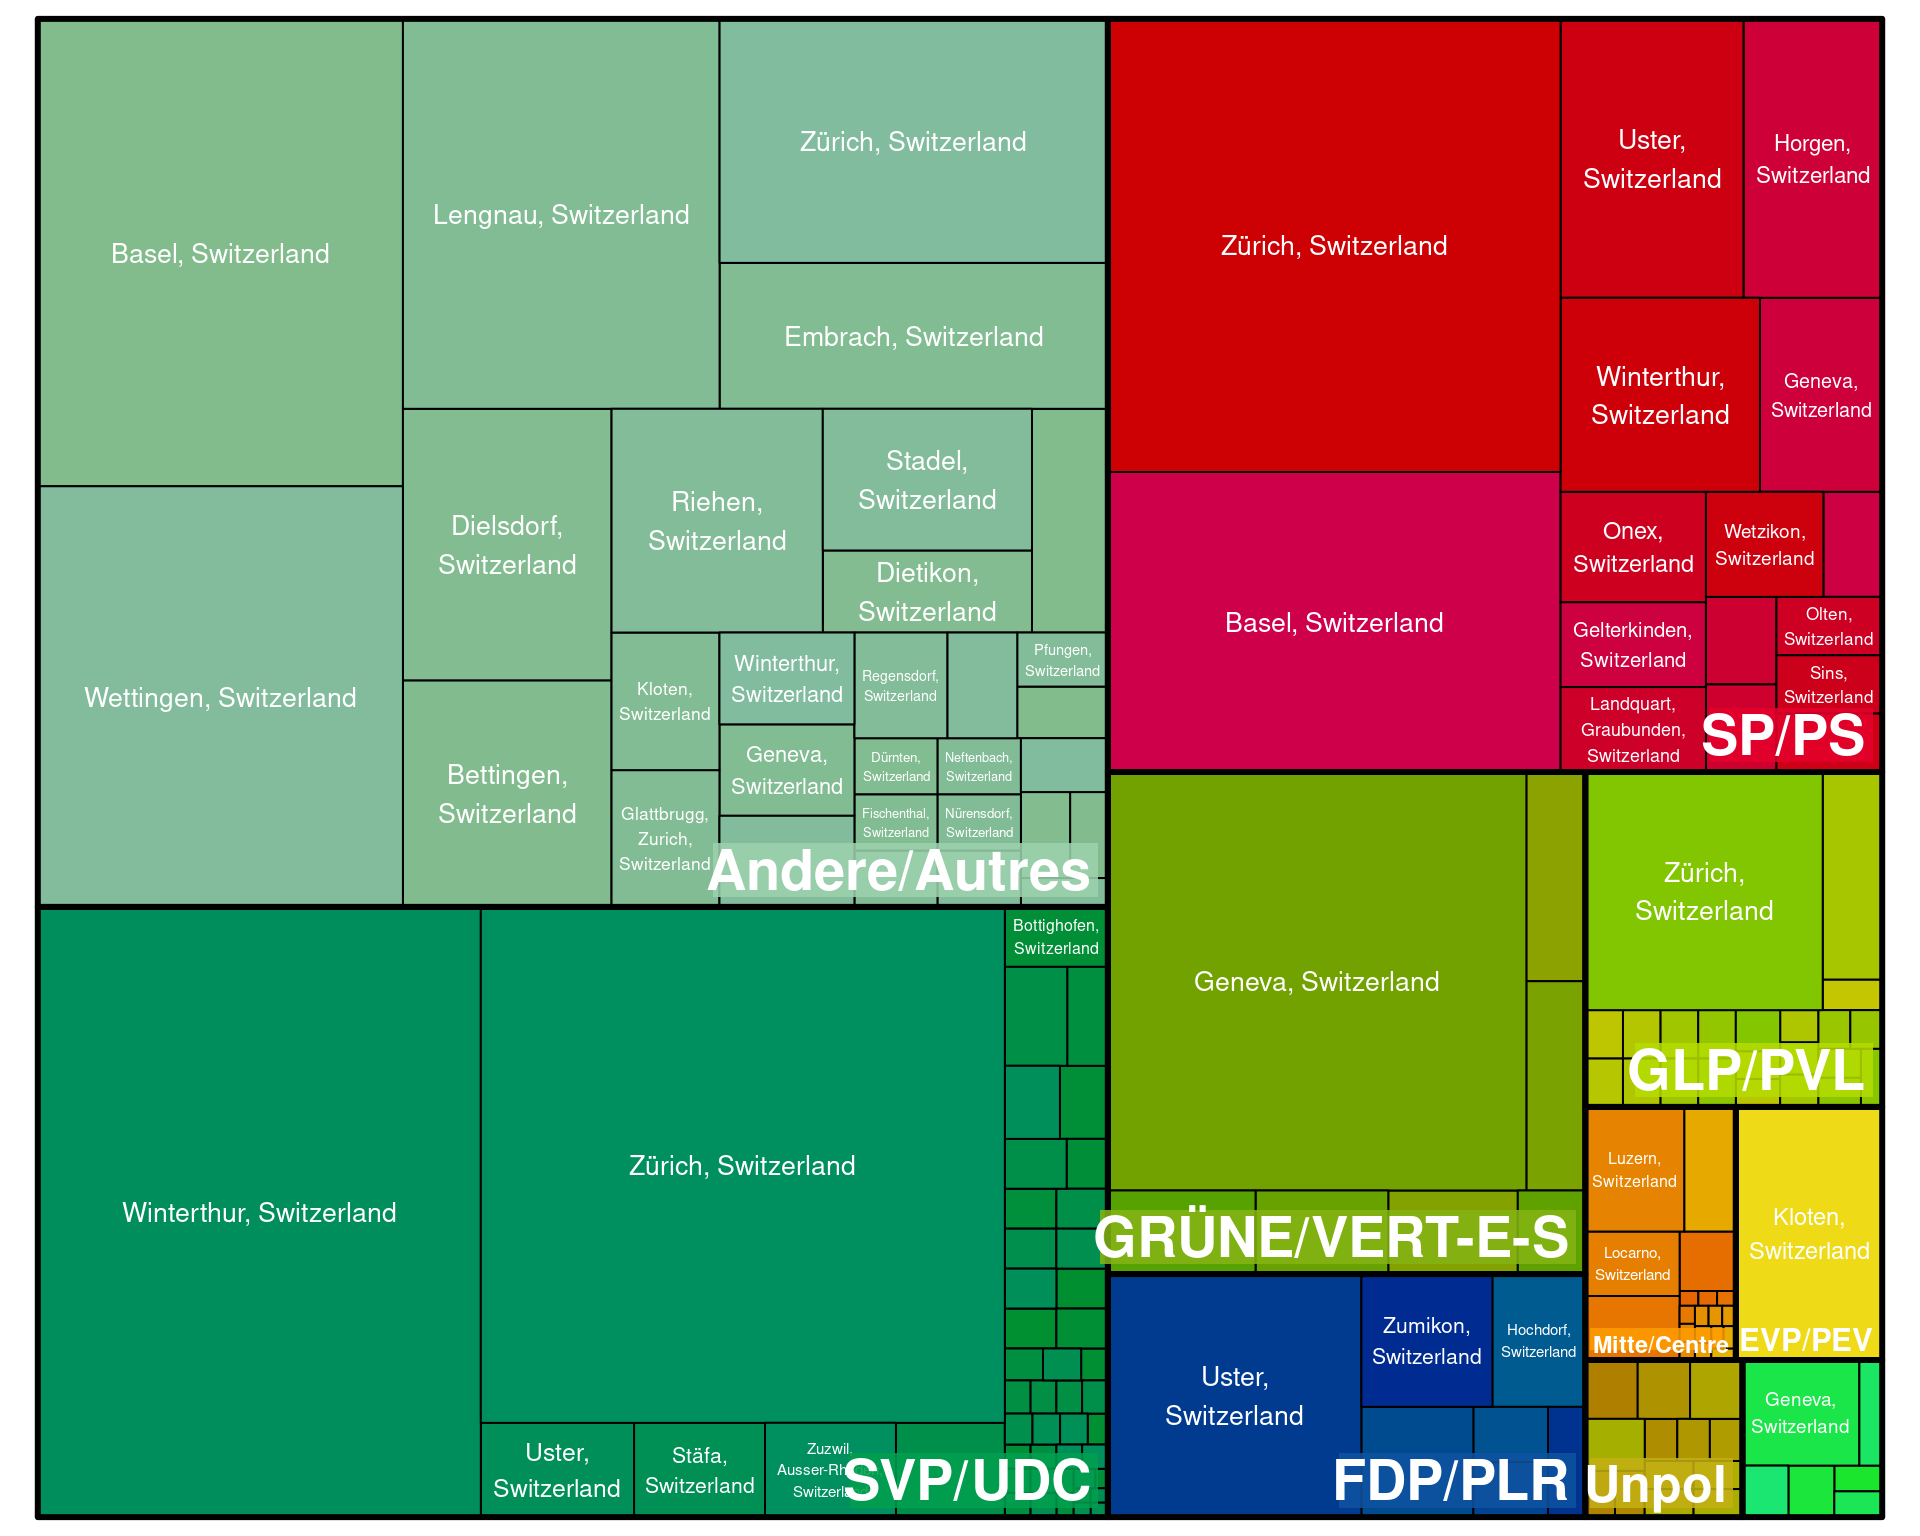 Basel, Switzerland
Lengnau, Switzerland
Zürich, Switzerland
Embrach, Switzerland
Wettingen, Switzerland
Dielsdorf,
Switzerland
Riehen,
Switzerland
Stadel,
Switzerland
Dietikon,
Switzerland
Bettingen,
Switzerland
Kloten,
Switzerland
Glattbrugg,
Zurich,
Switzerland
Winterthur,
Switzerland
Geneva,
Switzerland
Regensdorf,
Switzerland
Pfungen,
Switzerland
Dürnten,
Switzerland
Neftenbach,
Switzerland
Fischenthal,
Switzerland
Nürensdorf,
Switzerland
Andere/Autres
Zürich, Switzerland
Basel, Switzerland
Uster,
Switzerland
Horgen,
Switzerland
Winterthur,
Switzerland
Geneva,
Switzerland
Onex,
Switzerland
Wetzikon,
Switzerland
Gelterkinden,
Switzerland
Olten,
Switzerland
Sins,
Switzerland
Landquart,
Graubunden,
Switzerland
SP/PS
Winterthur, Switzerland
Zürich, Switzerland
Bottighofen,
Switzerland
Uster,
Switzerland
Stäfa,
Switzerland
Zuzwil,
SVP/UDC
Geneva, Switzerland
GRÜNE/VERT-E-S
Zürich,
Switzerland
GLP/PVL
Uster,
Switzerland
Zumikon,
Switzerland
Hochdorf,
Switzerland
FDP/PLR
Luzern,
Switzerland
Locarno,
Switzerland
Mitte/Centre
Kloten,
Switzerland
EVP/PEV
Unpol
Geneva,
Switzerland